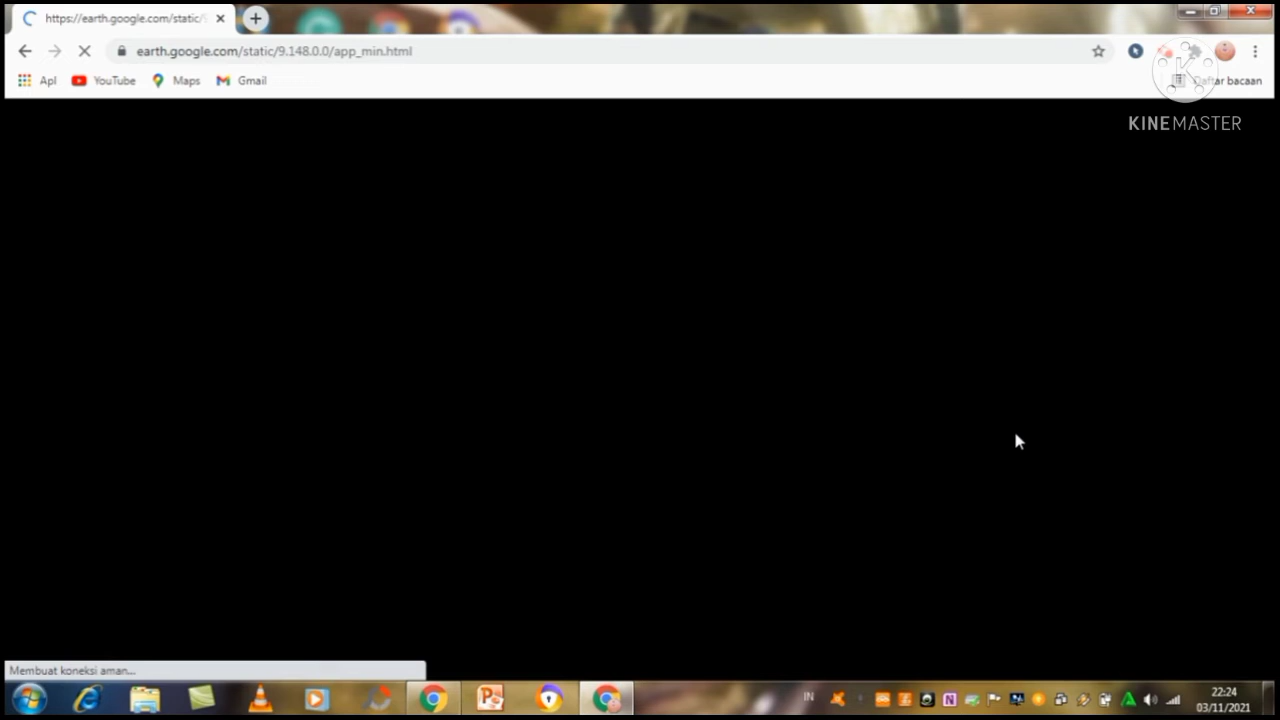 https://earth.google.com/static/
earth.google.com/static/9.148.0.0/app_min.html
Apl YouTube Maps Gmail Daftar bacaan
KINEMASTER
Membuat koneksi aman...
IN
22:24
03/11/2021